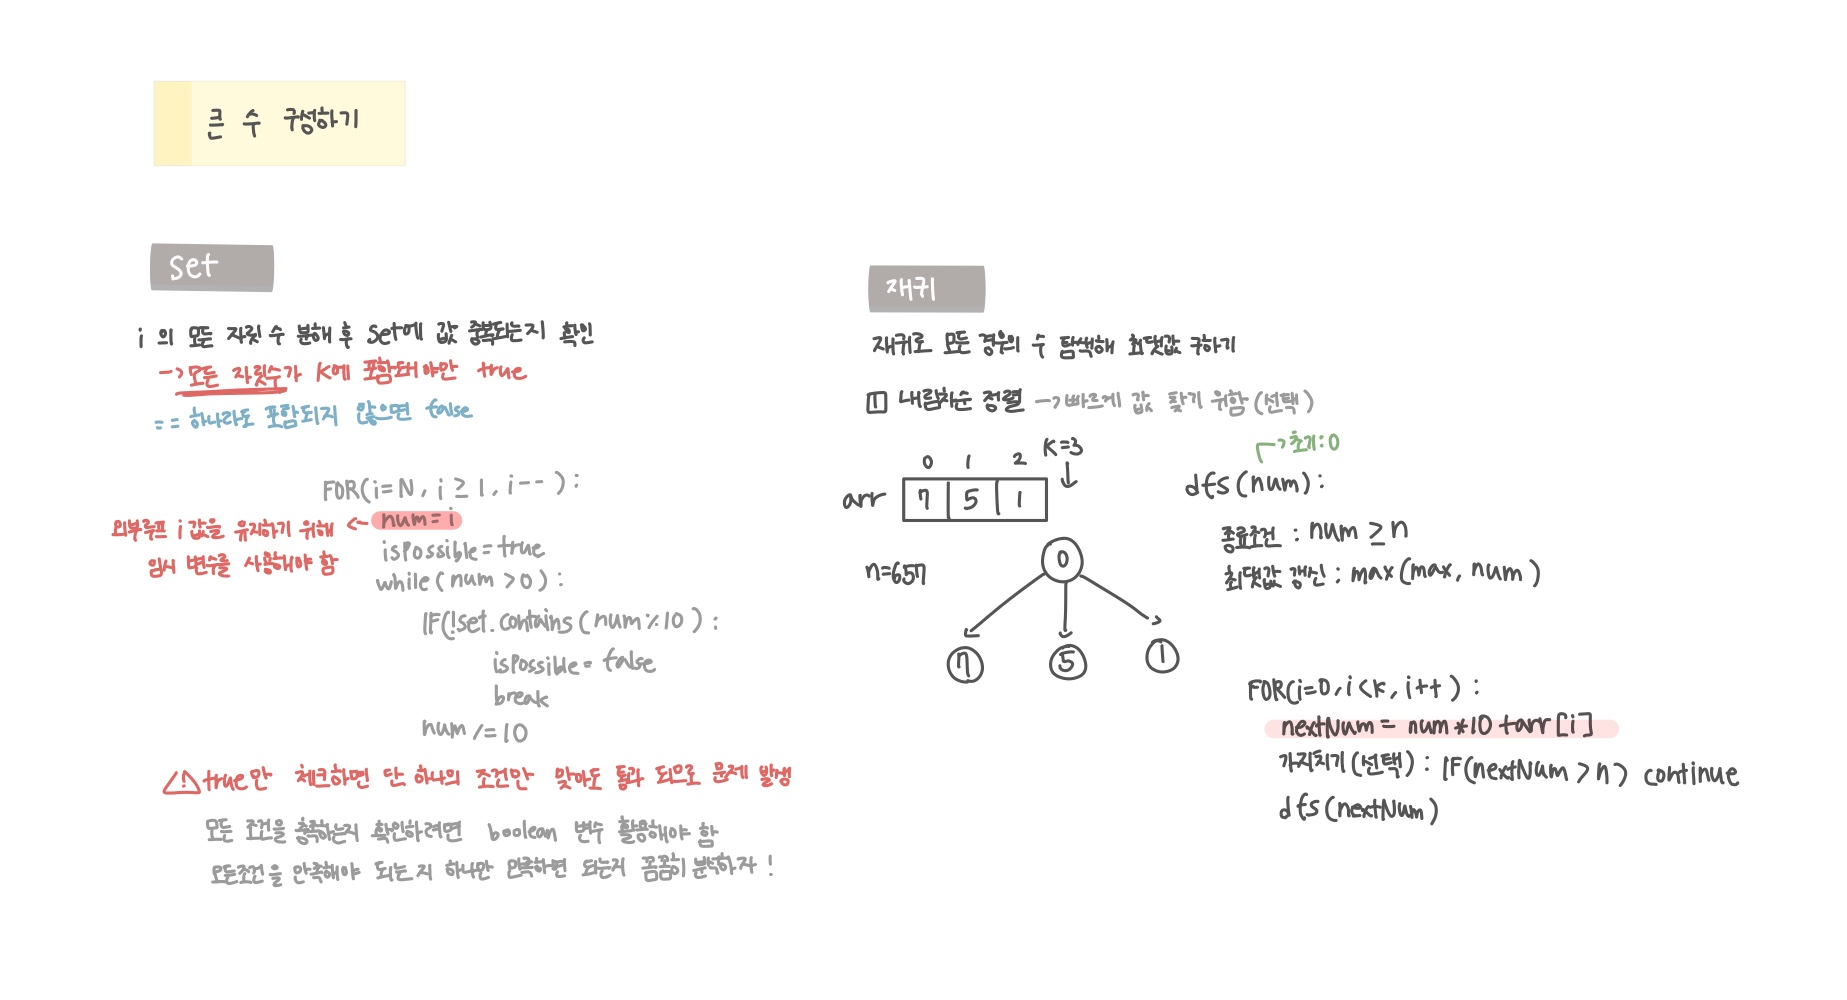 큰 수 구성하기
set
i 의 모든 자릿수 분해 후 set에 값 중복되는지 확인
-> 모든 자릿수가 K에 포함돼야만 true
== 하나라도 포함되지 않으면 false
FOR(i=N, i ≥ 1, i--):
num=i
외부루프 i 값을 유지하기 위해 <-
임시 변수를 사용해야 함
isPossible=true
while(num>0):
IF(!set.contains(num%10):
isPossible= false
break
num /=10
⚠ true만 체크하면 단 하나의 조건만 맞아도 통과 되므로 문제 발생
모든 조건을 충족하는지 확인하려면 boolean 변수 활용해야 함
모든조건을 만족해야 되는지 하나만 만족하면 되는지 꼼꼼히 분석하자!
재귀
재귀로 모든 경우의 수 탐색해 최댓값 구하기
1 내림차순 정렬 -> 빠르게 값 찾기 위함(선택)
K=3
0 1 2
arr 7 5 1
n=657
0
7 5 1
->초기:0
dfs(num):
종료조건 : num ≥ n
최댓값 갱신 : max(max, num)
FOR(i=0, i<K, i++):
nextNum = num*10 +arr[i]
가지치기(선택) : IF(nextNum > n) continue
dfs(nextNum)